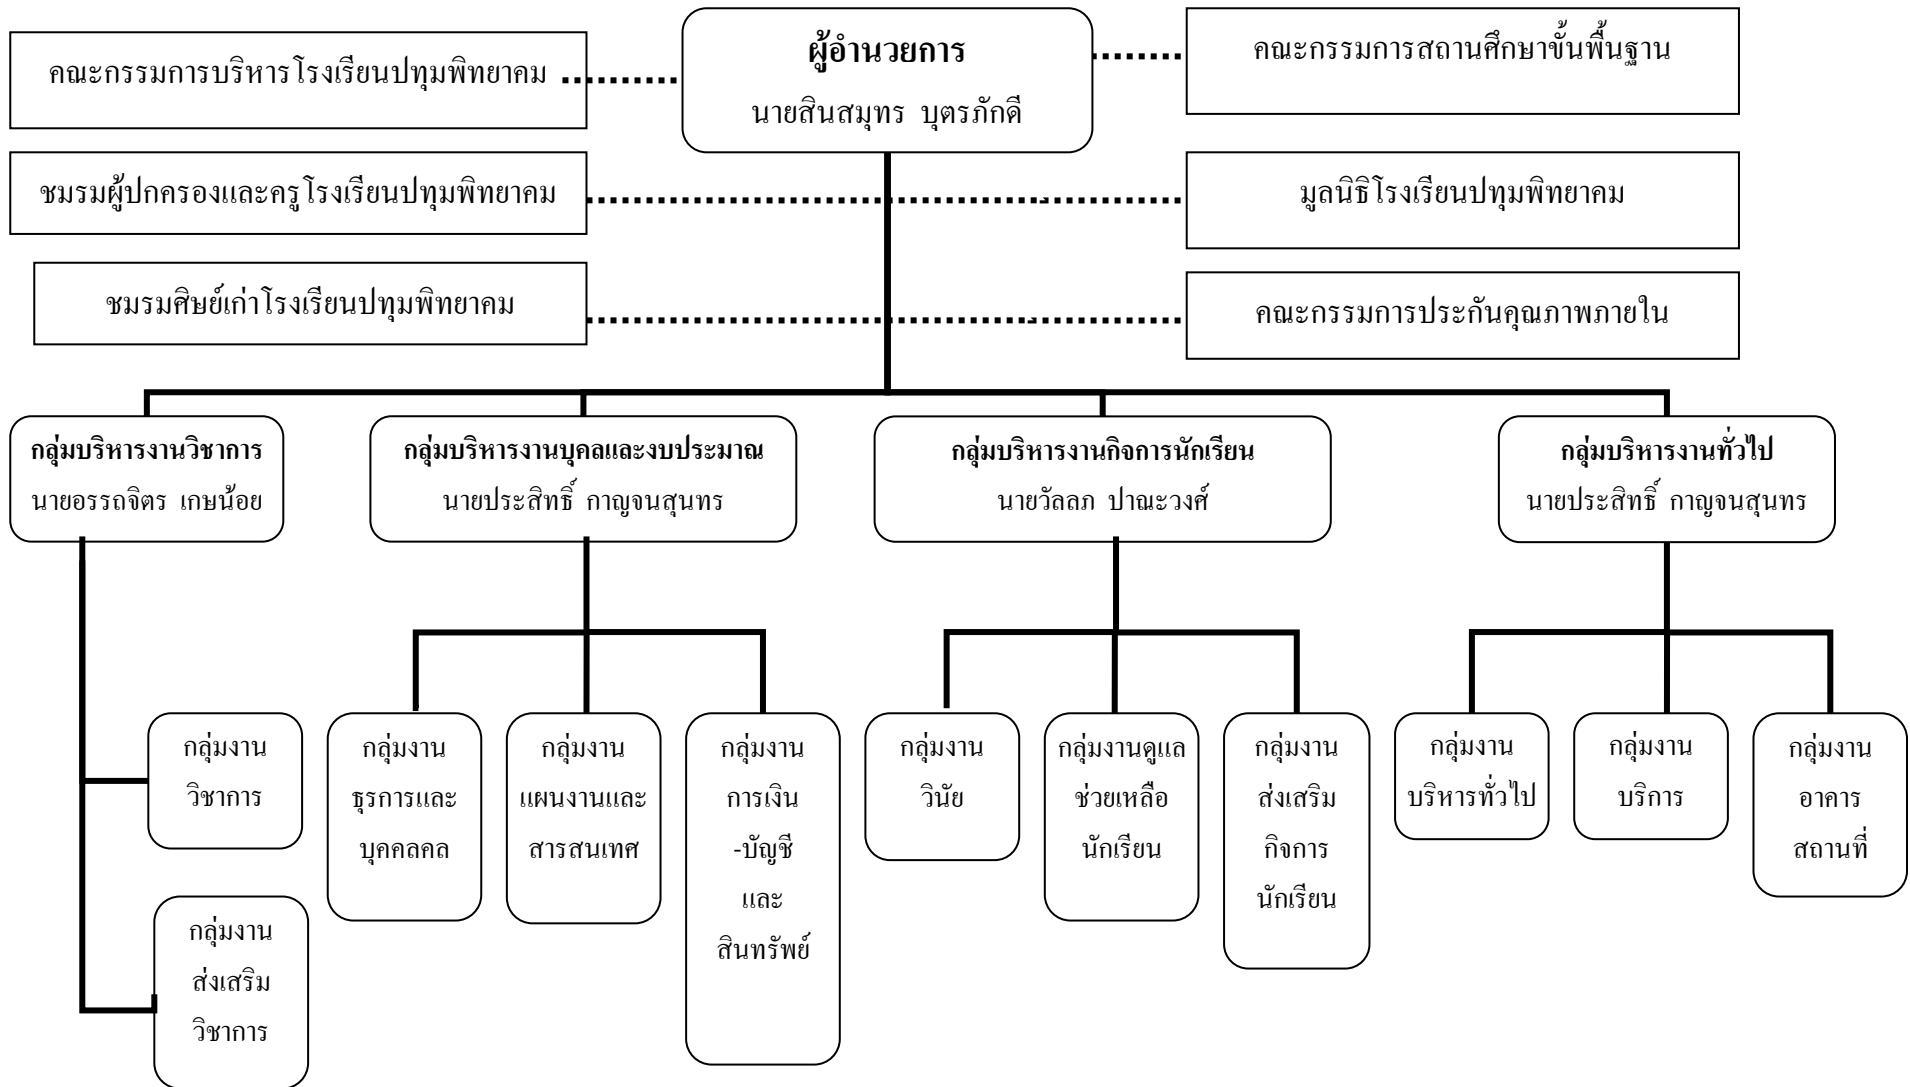 ผู้อำนวยการ
นายสินสมุทร บุตรภักดี
คณะกรรมการบริหารโรงเรียนปทุมพิทยาคม
คณะกรรมการสถานศึกษาขั้นพื้นฐาน
ชมรมผู้ปกครองและครูโรงเรียนปทุมพิทยาคม
มูลนิธิโรงเรียนปทุมพิทยาคม
ชมรมศิษย์เก่าโรงเรียนปทุมพิทยาคม
คณะกรรมการประกันคุณภาพภายใน
กลุ่มบริหารงานวิชาการ
นายอรรถจิตร เกษน้อย
กลุ่มบริหารงานบุคลและงบประมาณ
นายประสิทธิ์ กาญจนสุนทร
กลุ่มบริหารงานกิจการนักเรียน
นายวัลลภ ปาณะวงศ์
กลุ่มบริหารงานทั่วไป
นายประสิทธิ์ กาญจนสุนทร
กลุ่มงาน
วิชาการ
กลุ่มงาน
ส่งเสริม
วิชาการ
กลุ่มงาน
ธุรการและ
บุคคลคล
กลุ่มงาน
แผนงานและ
สารสนเทศ
กลุ่มงาน
การเงิน
-บัญชี
และ
สินทรัพย์
กลุ่มงาน
วินัย
กลุ่มงานดูแล
ช่วยเหลือ
นักเรียน
กลุ่มงาน
ส่งเสริม
กิจการ
นักเรียน
กลุ่มงาน
บริหารทั่วไป
กลุ่มงาน
บริการ
กลุ่มงาน
อาคาร
สถานที่